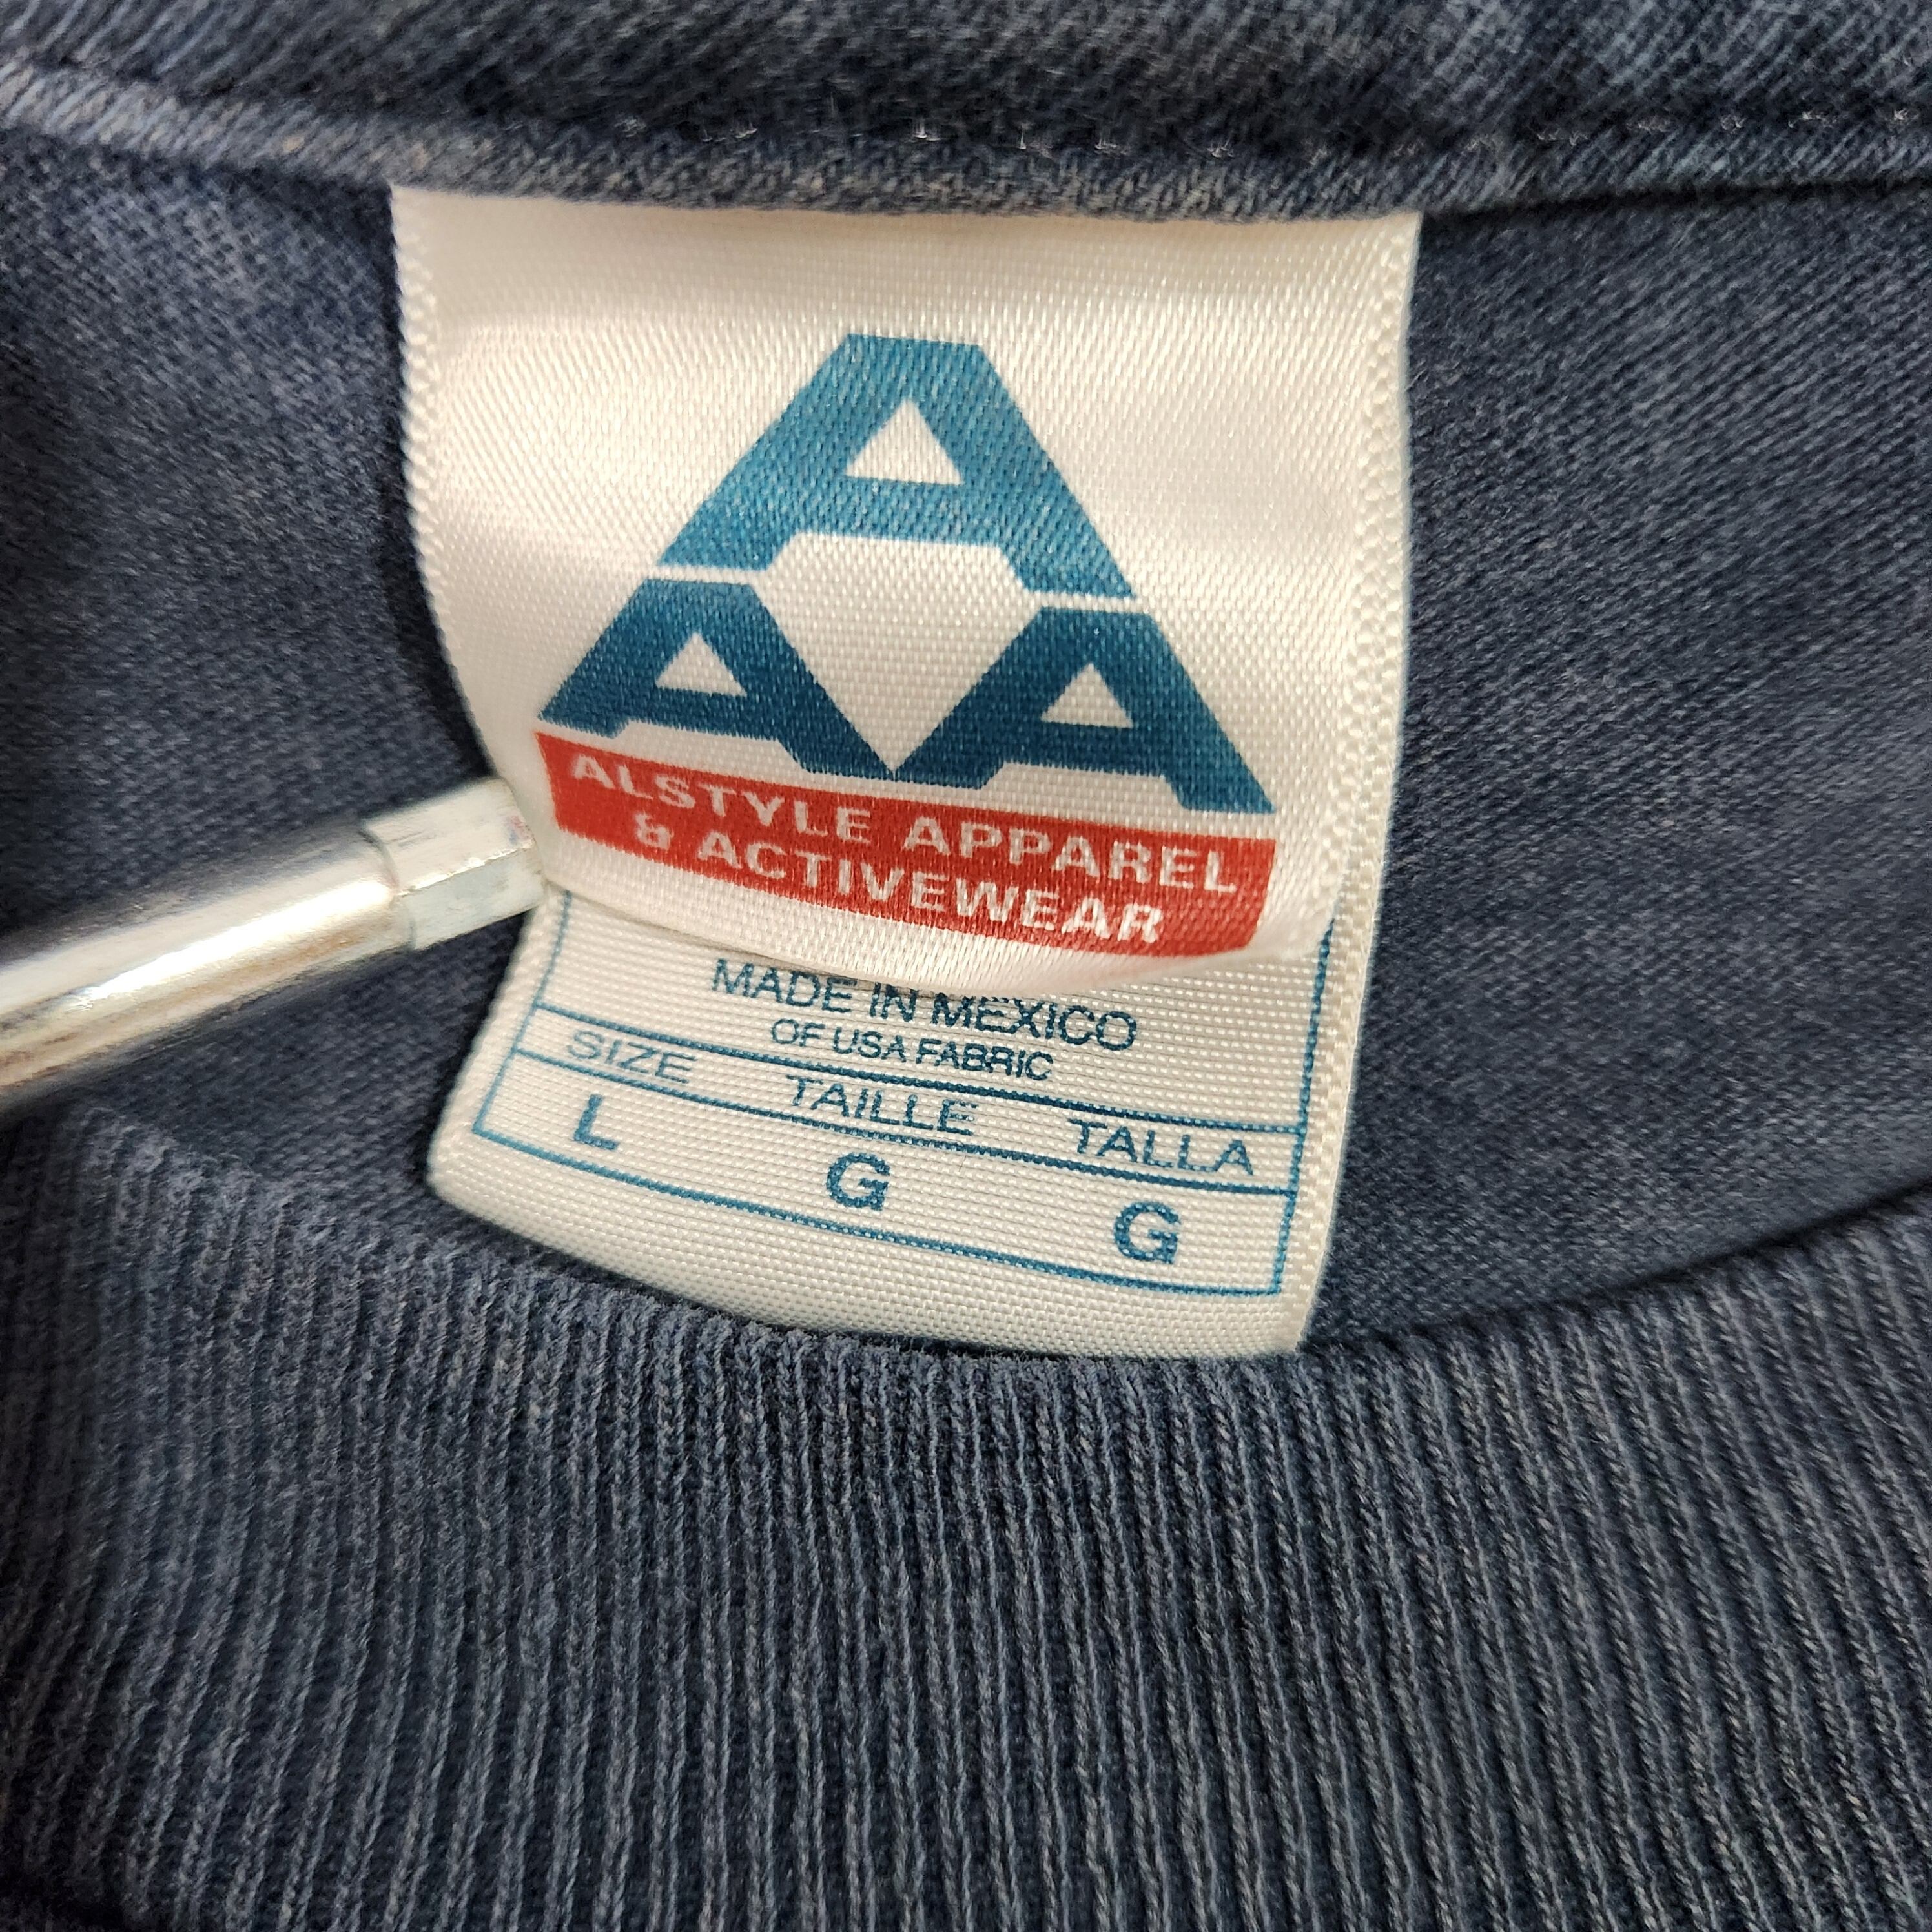 A
A A
ALSTYLE APPAREL
& ACTIVEWEAR
MADE IN MEXICO
OF USA FABRIC
SIZE TAILLE TALLA
L G G